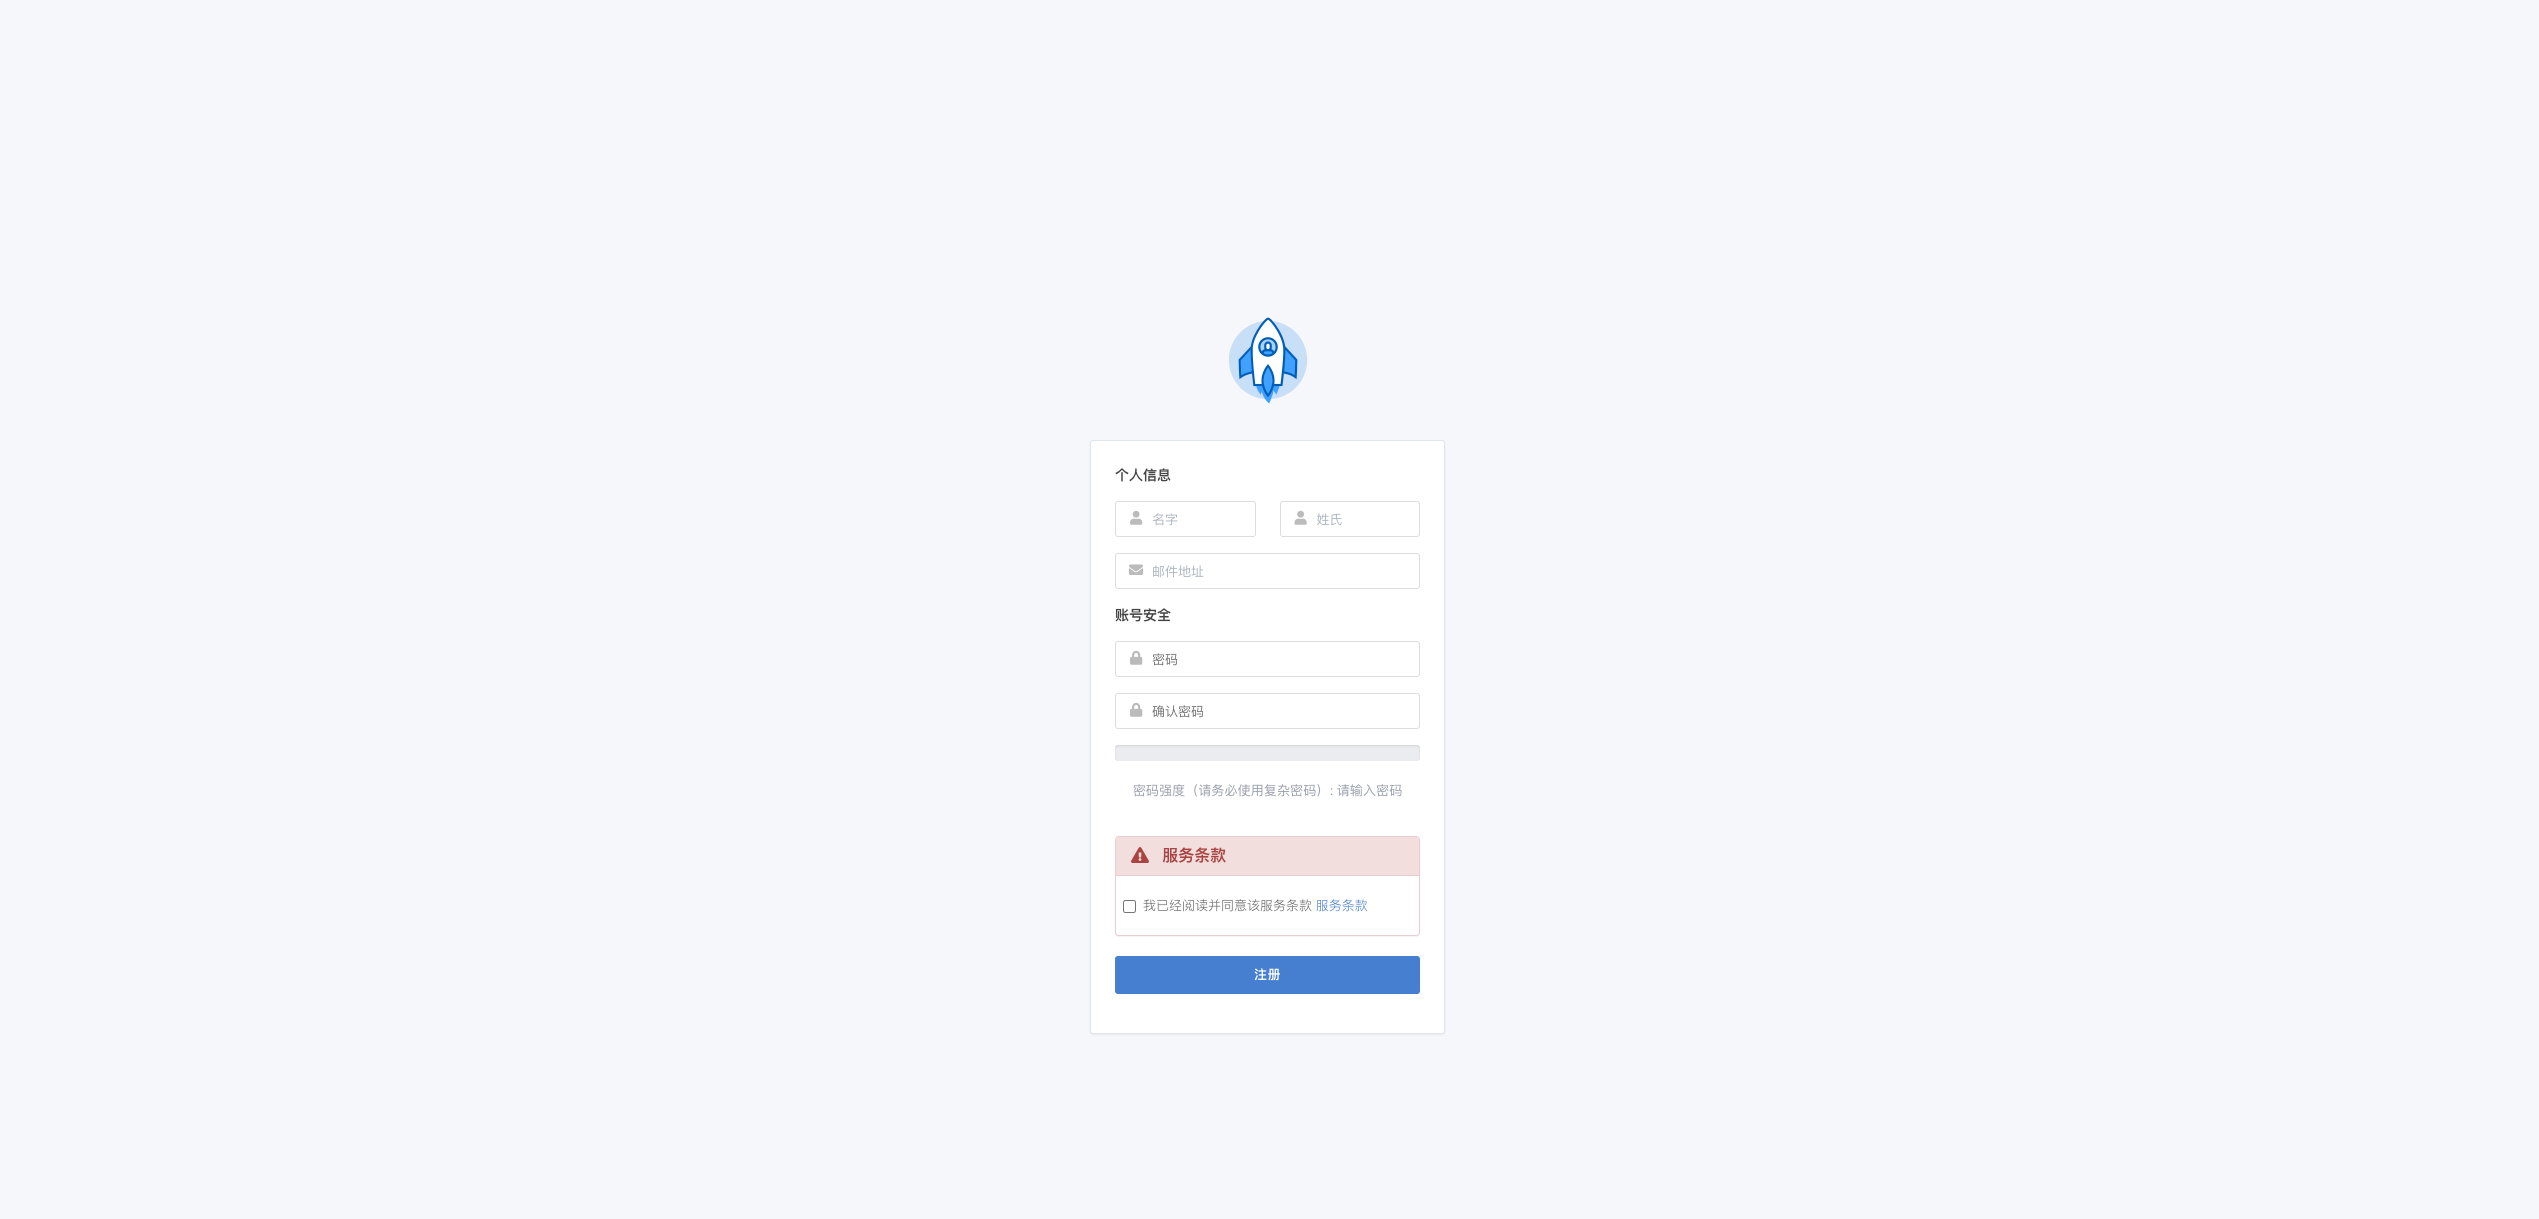 个人信息
名字
姓氏
邮件地址
账号安全
密码
确认密码
密码强度（请务必使用复杂密码）: 请输入密码
服务条款
我已经阅读并同意该服务条款 服务条款
注册